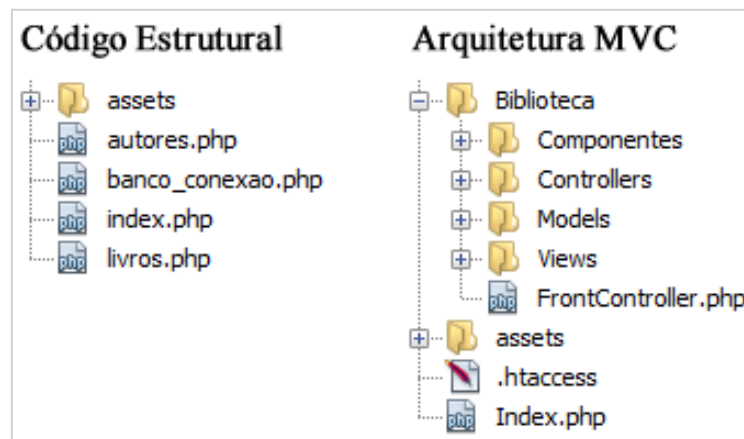 Código Estrutural
assets
autores.php
banco_conexao.php
index.php
livros.php
Arquitetura MVC
Biblioteca
Componentes
Controllers
Models
Views
FrontController.php
assets
.htaccess
Index.php